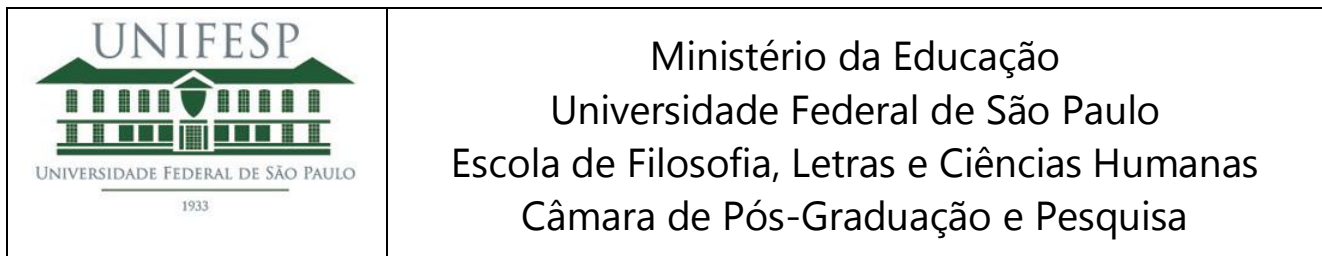 UNIFESP
UNIVERSIDADE FEDERAL DE SÃO PAULO
1933
Ministério da Educação
Universidade Federal de São Paulo
Escola de Filosofia, Letras e Ciências Humanas
Câmara de Pós-Graduação e Pesquisa